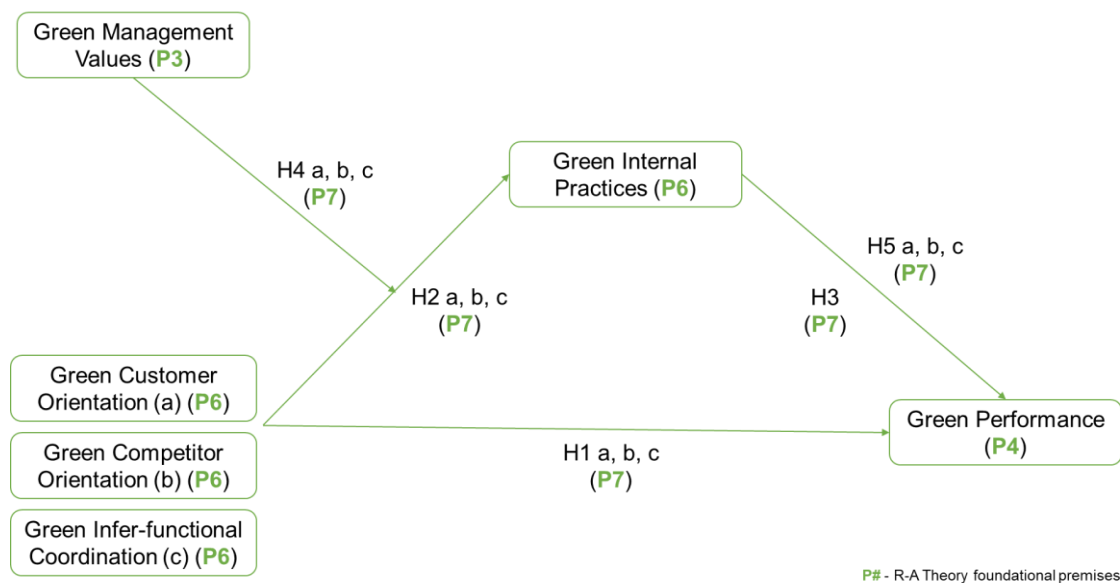 Green Management
Values (P3)
H4 a, b, c
(P7)
Green Internal
Practices (P6)
H5 a, b, c
(P7)
H2 a, b, c
(P7)
H3
(P7)
Green Customer
Orientation (a) (P6)
Green Competitor
Orientation (b) (P6)
Green Infer-functional
Coordination (c) (P6)
H1 a, b, c
(P7)
Green Performance
(P4)
P# - R-A Theory foundational premises